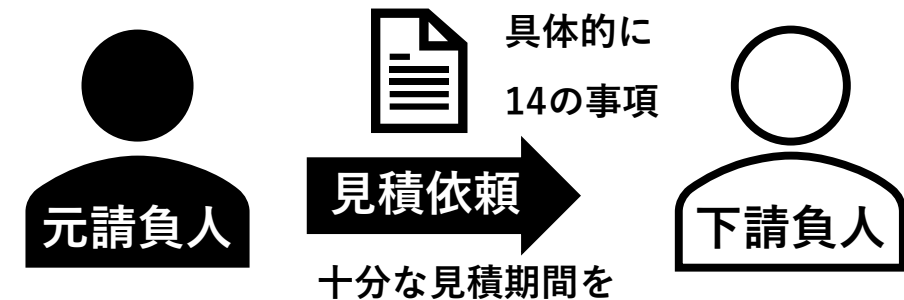 具体的に
14の事項
元請負人
見積依頼
下請負人
十分な見積期間を